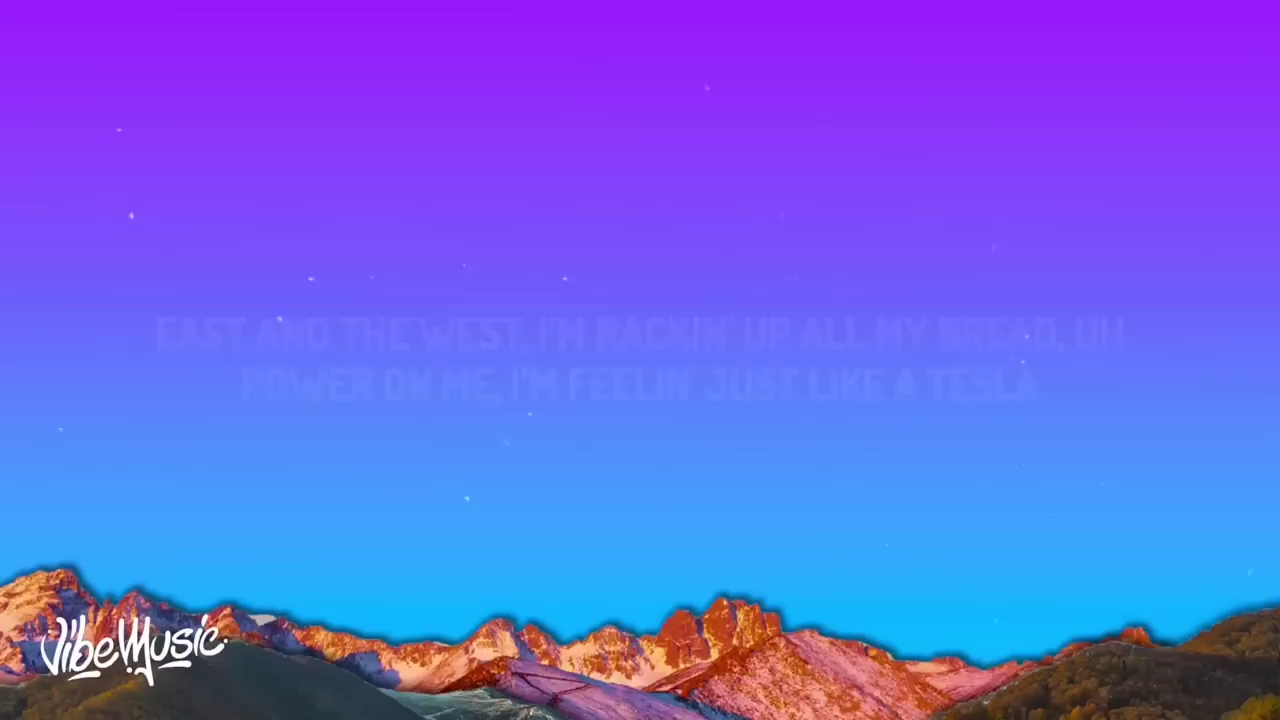 EAST AND THE WEST, I'M RACKIN' UP ALL MY BREAD, UH
POWER ON ME, I'M FEELIN' JUST LIKE A TESLA
VibeMusic